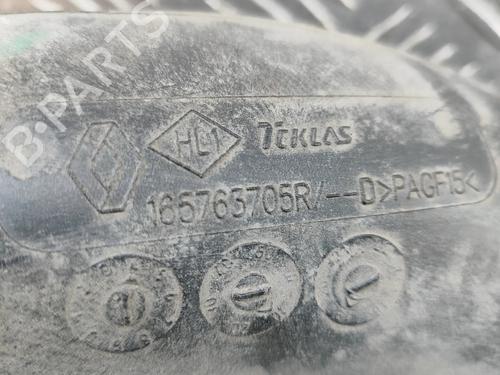 B-PARTS
HL1 TEKLAS
165763705R/--D>PAGF15<